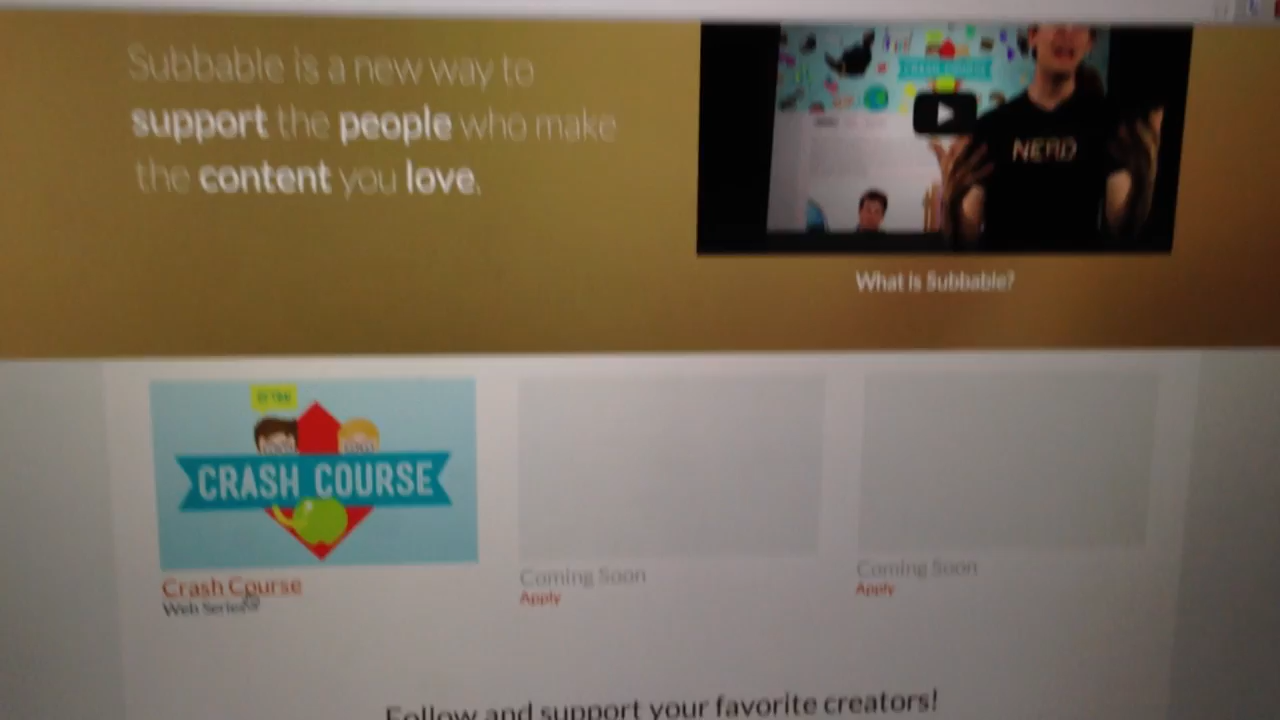 Subbable is a new way to
support the people who make
the content you love.
NERD
What is Subbable?
CRASH COURSE
Crash Course
Web Series
Coming Soon
Apply
Coming Soon
Apply
Follow and support your favorite creators!